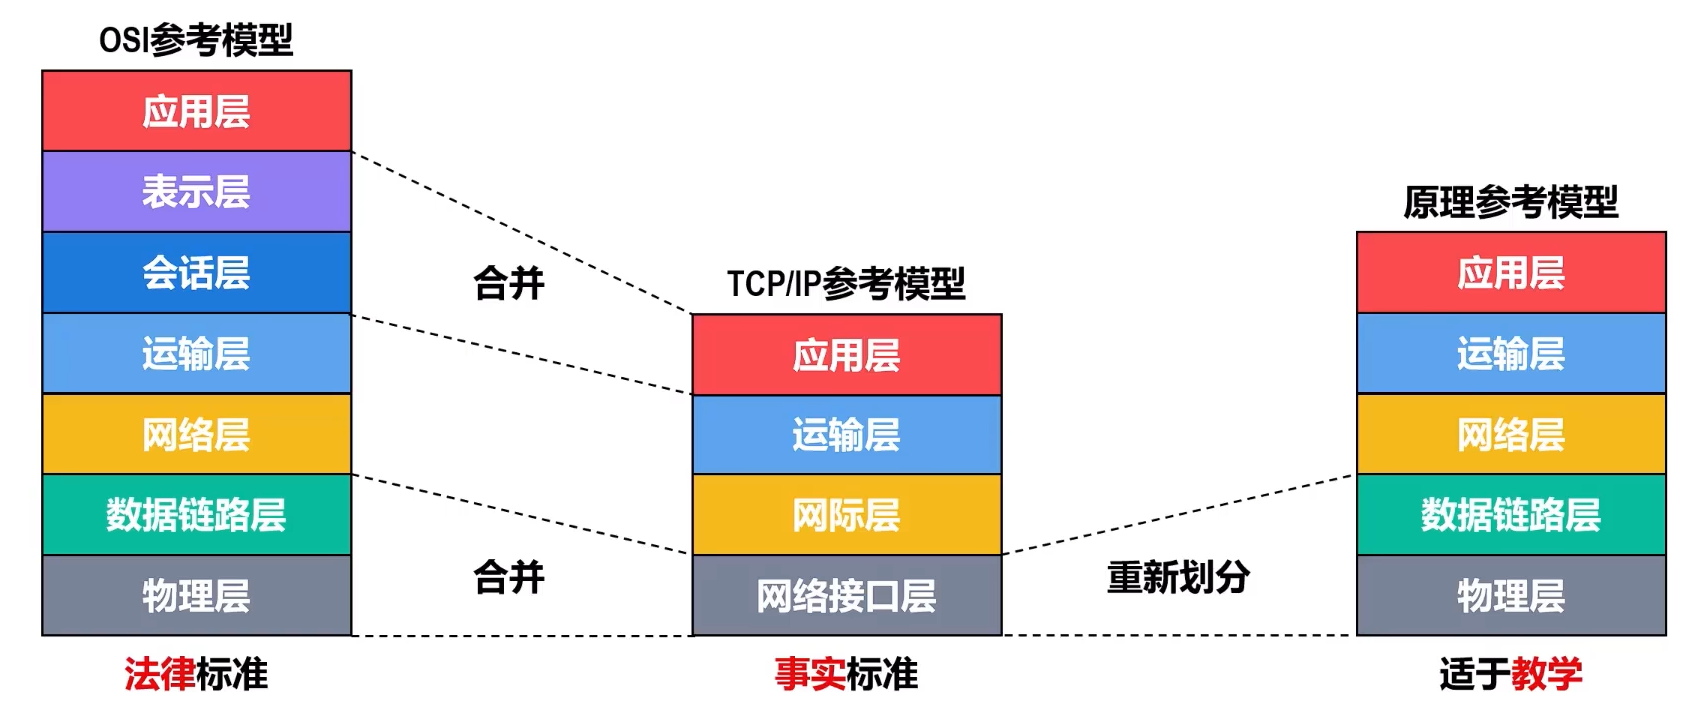 OSI参考模型
应用层
表示层
会话层
运输层
网络层
数据链路层
物理层
法律标准
合并
合并
TCP/IP参考模型
应用层
运输层
网际层
网络接口层
事实标准
重新划分
原理参考模型
应用层
运输层
网络层
数据链路层
物理层
适于教学